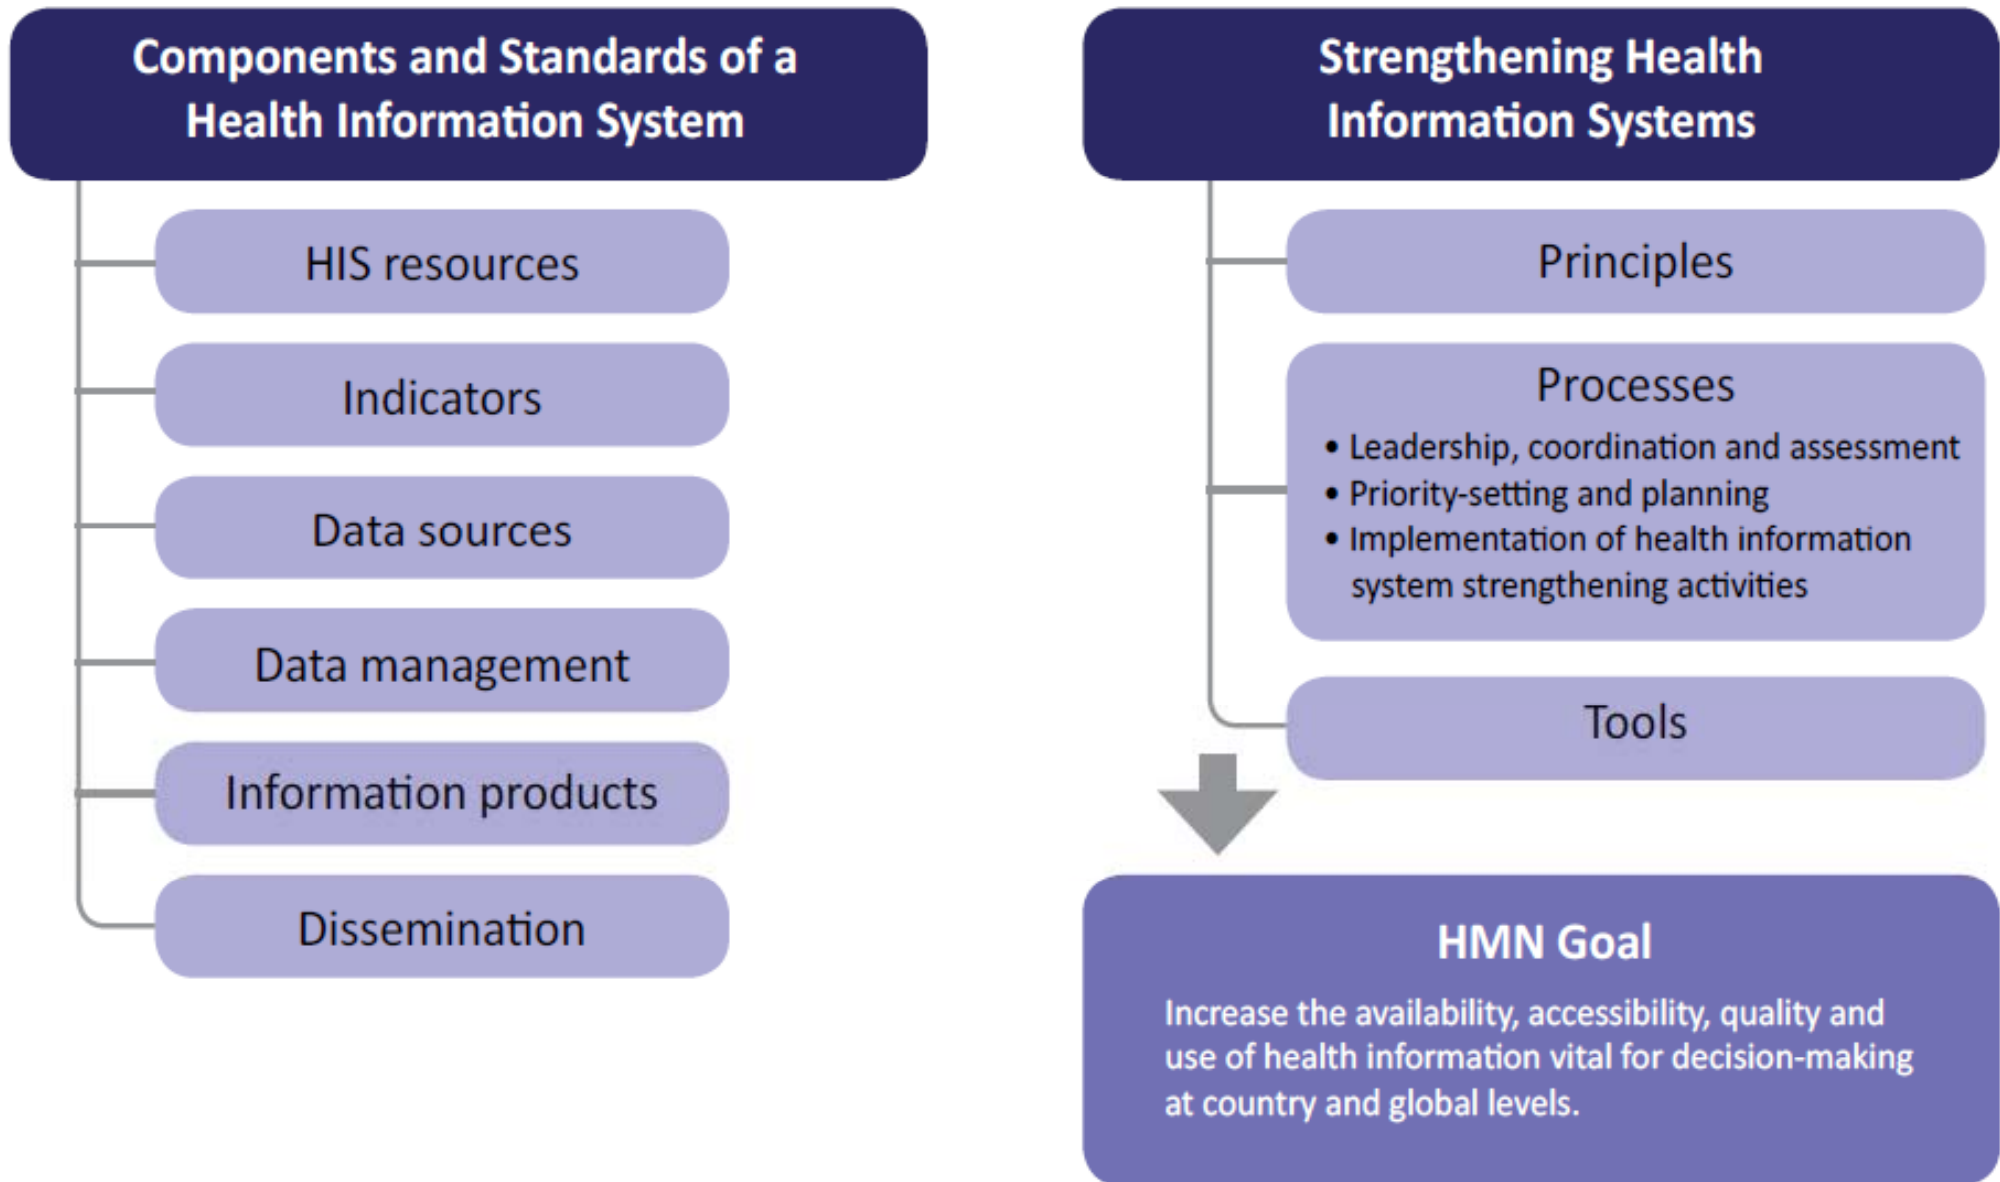 Components and Standards of a
Health Information System
HIS resources
Indicators
Data sources
Data management
Information products
Dissemination
Strengthening Health
Information Systems
Principles
Processes
• Leadership, coordination and assessment
• Priority-setting and planning
• Implementation of health information
system strengthening activities
Tools
HMN Goal
Increase the availability, accessibility, quality and
use of health information vital for decision-making
at country and global levels.